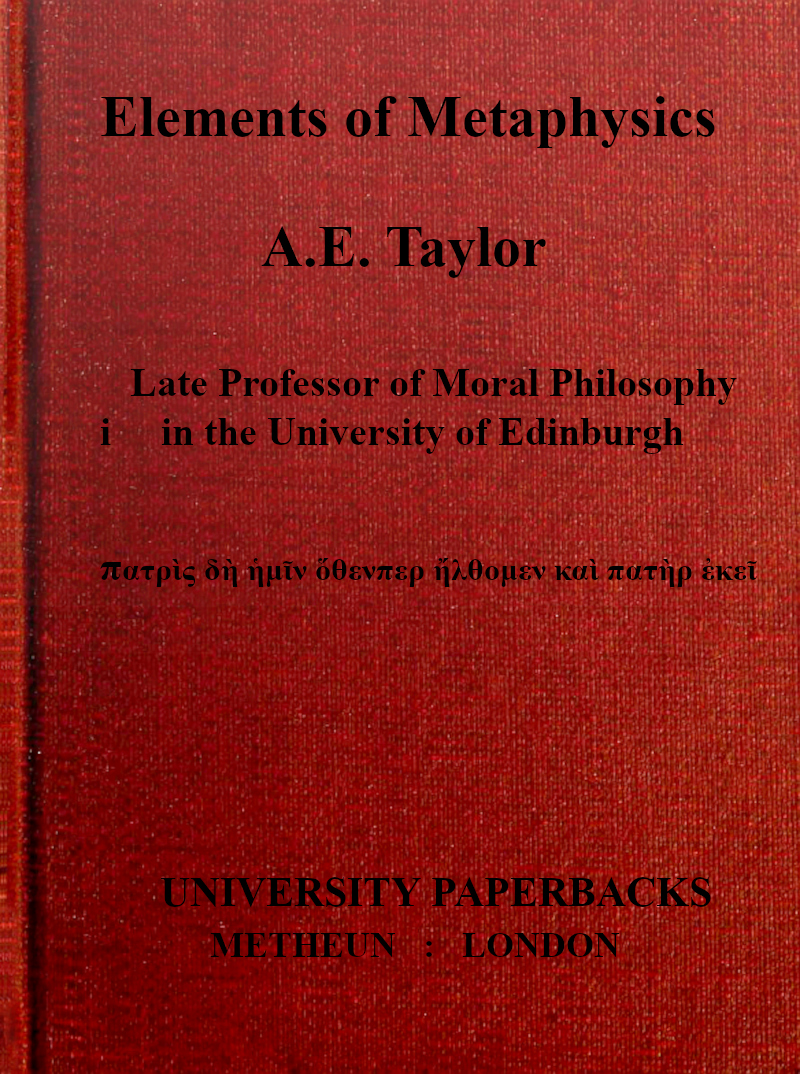 Elements of Metaphysics
A.E. Taylor
Late Professor of Moral Philosophy
i in the University of Edinburgh
πατρὶς δὴ ἡμῖν ὅθενπερ ἤλθομεν καὶ πατὴρ ἐκεῖ
UNIVERSITY PAPERBACKS
METHEUN : LONDON